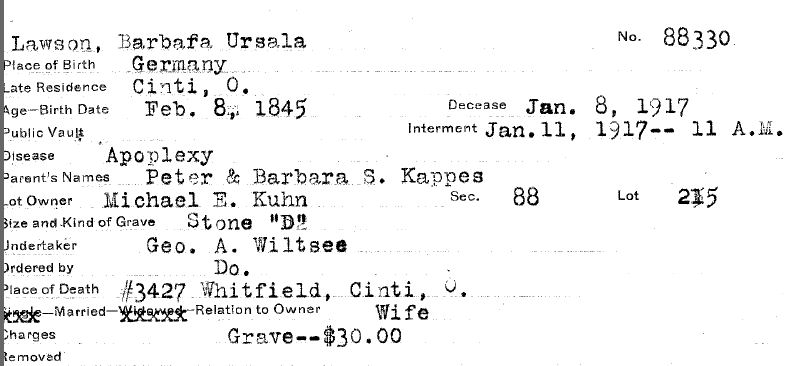 Lawson, Barbara Ursala No. 88330
Place of Birth Germany
Late Residence Cinti, O.
Age—Birth Date Feb. 8, 1845 Decease Jan. 8, 1917
Public Vault Interment Jan.11, 1917-- 11 A.M.
Disease Apoplexy
Parent's Names Peter & Barbara S. Kappes
Lot Owner Michael E. Kuhn Sec. 88 Lot 215
Size and Kind of Grave Stone "D"
Undertaker Geo. A. Wiltsee
Ordered by Do.
Place of Death #3427 Whitfield, Cinti, O.
Single—Married—Widowed—Relation to Owner Wife
Charges Grave--$30.00
Removed